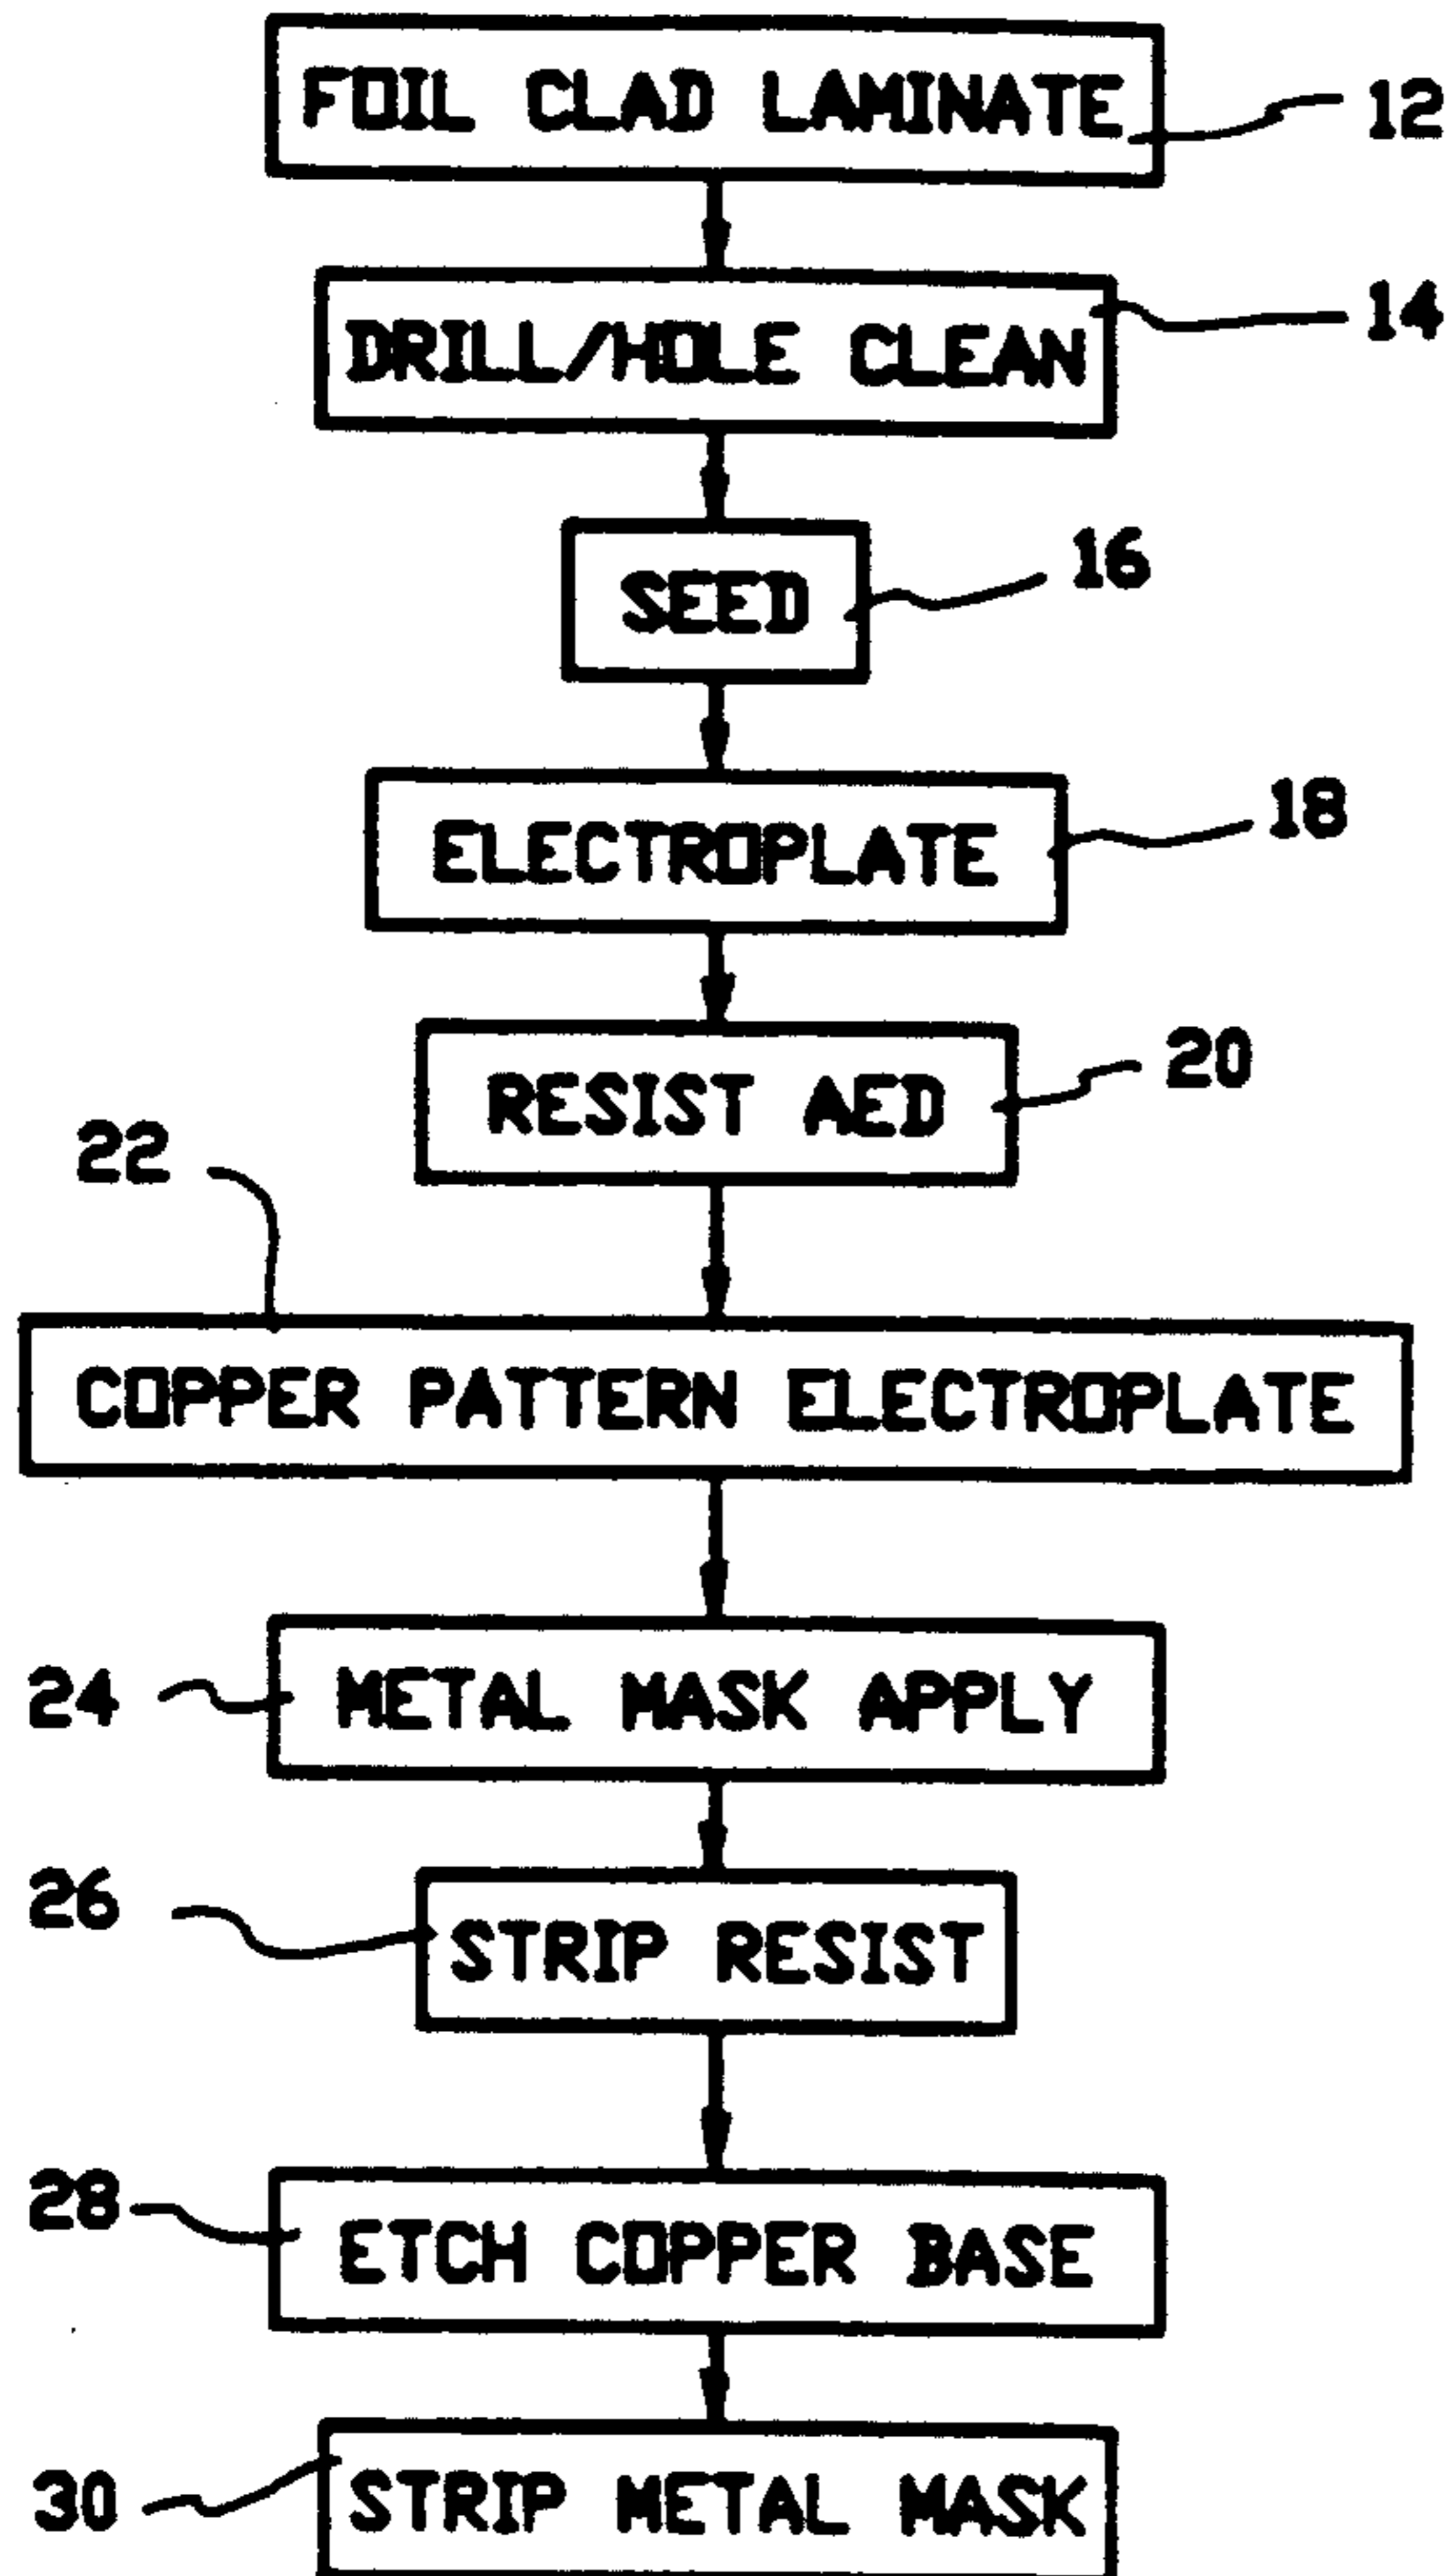 FOIL CLAD LAMINATE
12
DRILL/HOLE CLEAN
14
SEED
16
ELECTROPLATE
18
RESIST AED
20
22
COPPER PATTERN ELECTROPLATE
24
METAL MASK APPLY
26
STRIP RESIST
28
ETCH COPPER BASE
30
STRIP METAL MASK